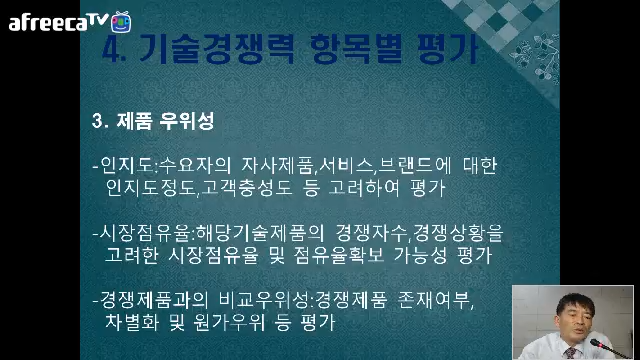 afreecaTV
4. 기술경쟁력 항목별 평가
3. 제품 우위성
-인지도:수요자의 자사제품,서비스,브랜드에 대한
인지도정도,고객충성도 등 고려하여 평가
-시장점유율:해당기술제품의 경쟁자수,경쟁상황을
고려한 시장점유율 및 점유율확보 가능성 평가
-경쟁제품과의 비교우위성:경쟁제품 존재여부,
차별화 및 원가우위 등 평가